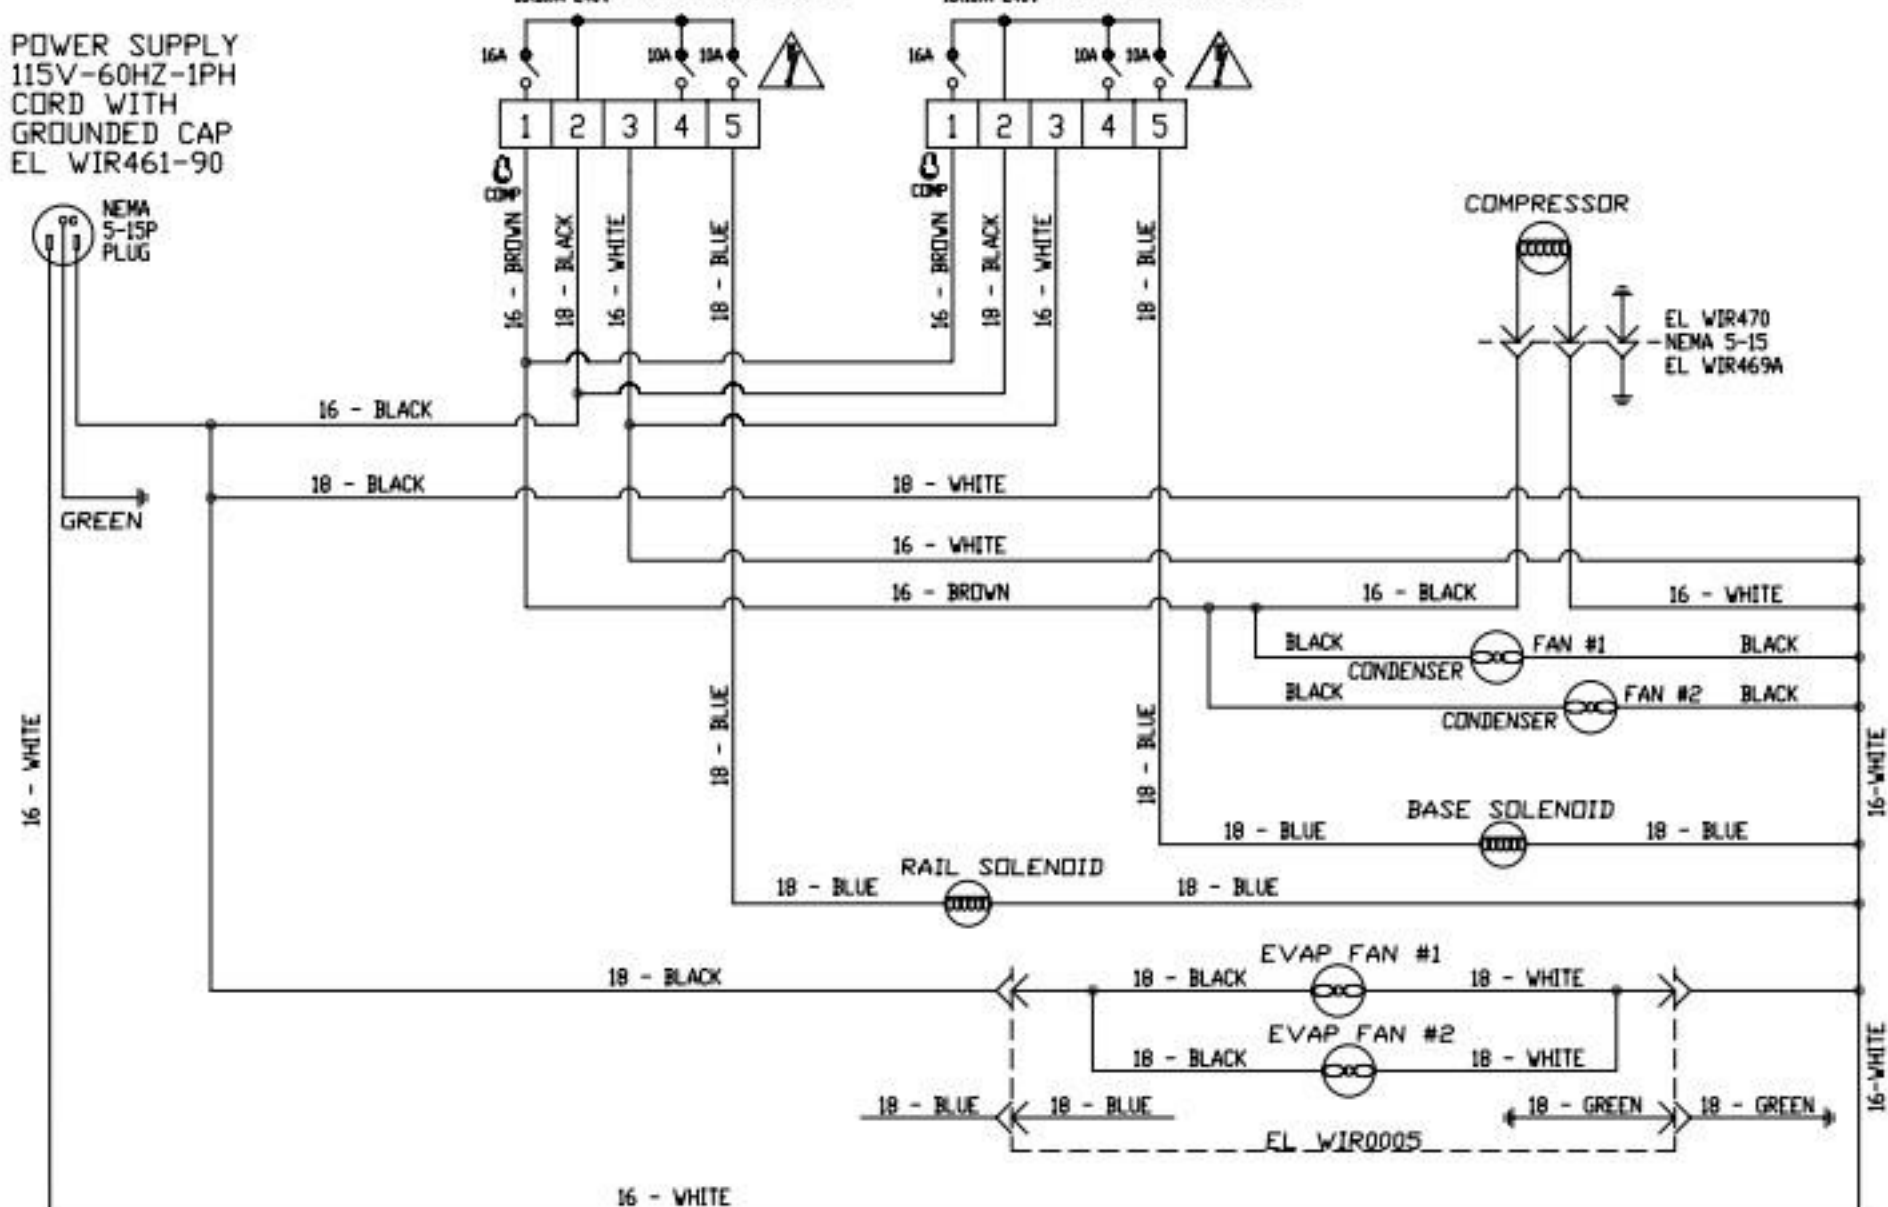 POWER SUPPLY
115V-60HZ-1PH
CORD WITH
GROUNDED CAP
EL WIR461-90
NEMA
5-15P
PLUG
16A
10A
10A
1 2 3 4 5
COMP
16A
10A
10A
1 2 3 4 5
COMP
16 - BROWN
18 - BLACK
16 - WHITE
18 - BLUE
16 - BROWN
18 - BLACK
16 - WHITE
18 - BLUE
COMPRESSOR
EL WIR470
NEMA 5-15
EL WIR469A
16 - BLACK
18 - BLACK
18 - WHITE
GREEN
16 - WHITE
16 - BROWN
16 - BLACK
16 - WHITE
BLACK
FAN #1
BLACK
CONDENSER
BLACK
FAN #2
BLACK
CONDENSER
16 - WHITE
18 - BLUE
18 - BLUE
16-WHITE
BASE SOLENOID
18 - BLUE
18 - BLUE
RAIL SOLENOID
18 - BLUE
18 - BLUE
EVAP FAN #1
18 - BLACK
18 - BLACK
18 - WHITE
EVAP FAN #2
18 - BLACK
18 - WHITE
16-WHITE
18 - BLUE
18 - BLUE
18 - GREEN
18 - GREEN
EL WIR0005
16 - WHITE